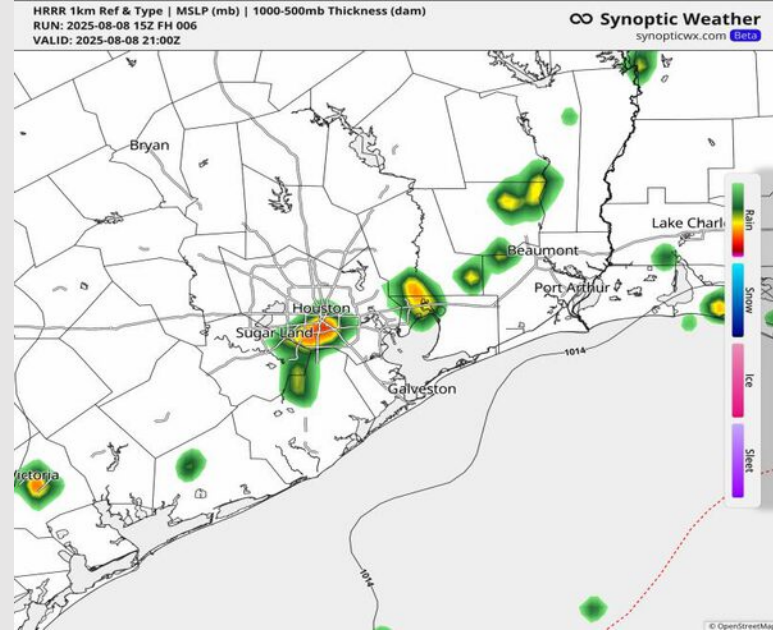 HRRR 1km Ref & Type | MSLP (mb) | 1000-500mb Thickness (dam)
RUN: 2025-08-08 15Z FH 006
VALID: 2025-08-08 21:00Z
Synoptic Weather
synopticwx.com Beta
Bryan
Rain
Lake Charl
Beaumont
Port Arthur
Snow
Houston
Sugar Land
1014
Ice
Galveston
Sleet
ictoria
1014
© OpenStreetMa